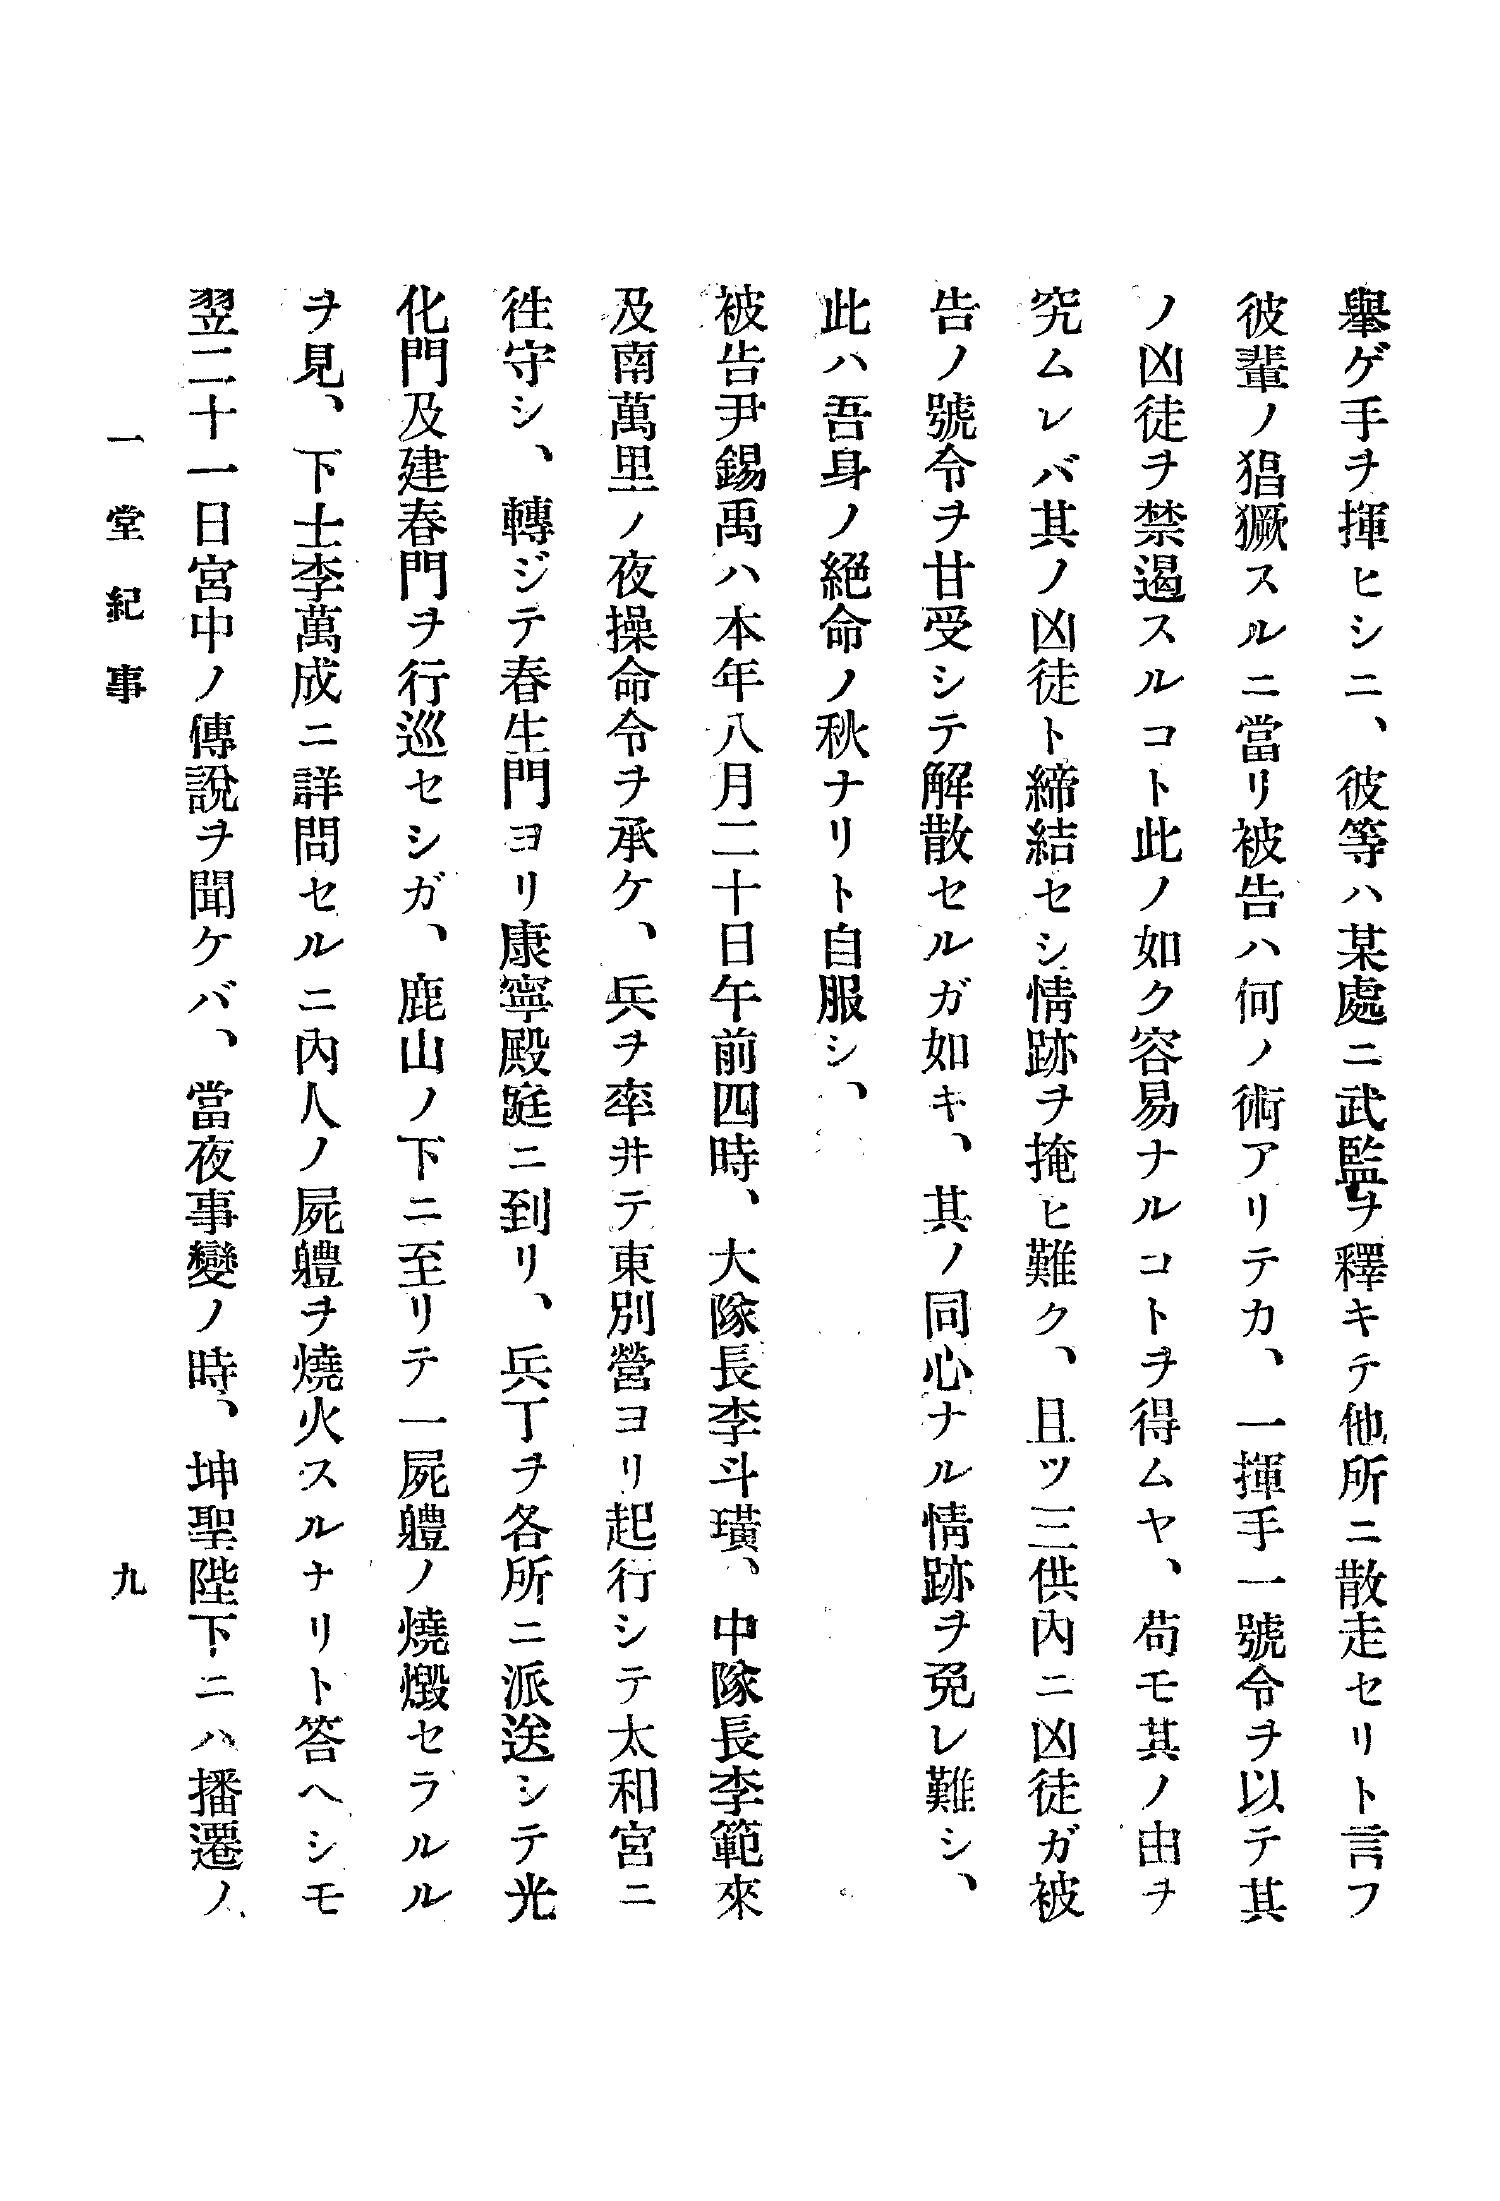 擧ゲ手ヲ揮ヒシニ、彼等ハ某處ニ武監ヲ釋キテ他所ニ散走セリト言フ
彼輩ノ猖獗スルニ當リ被告ハ何ノ術アリテカ、一揮手一號令ヲ以テ其
ノ凶徒ヲ禁遏スルコト此ノ如ク容易ナルコトヲ得ムヤ、苟モ其ノ由ヲ
究ムレバ其ノ凶徒ト締結セシ情跡ヲ掩ヒ難ク、且ツ三供內ニ凶徒ガ被
告ノ號令ヲ甘受シテ解散セルガ如キ、其ノ同心ナル情跡ヲ免レ難シ、
此ハ吾身ノ絕命ノ秋ナリト自服シ、
被告尹錫禹ハ本年八月二十日午前四時、大隊長李斗璜、中隊長李範來
及南萬里ノ夜操命令ヲ承ケ、兵ヲ率井テ東別營ヨリ起行シテ太和宮ニ
徃守シ、轉ジテ春生門ヨリ康寧殿庭ニ到リ、兵丁ヲ各所ニ派送シテ光
化門及建春門ヲ行巡セシガ、鹿山ノ下ニ至リテ一屍軆ノ燒燬セラルル
ヲ見、下士李萬成ニ詳問セルニ內人ノ屍軆ヲ燒火スルナリト答ヘシモ
翌二十一日宮中ノ傳說ヲ聞ケバ、當夜事變ノ時、坤聖陛下ニハ播遷ノ
一堂紀事
九